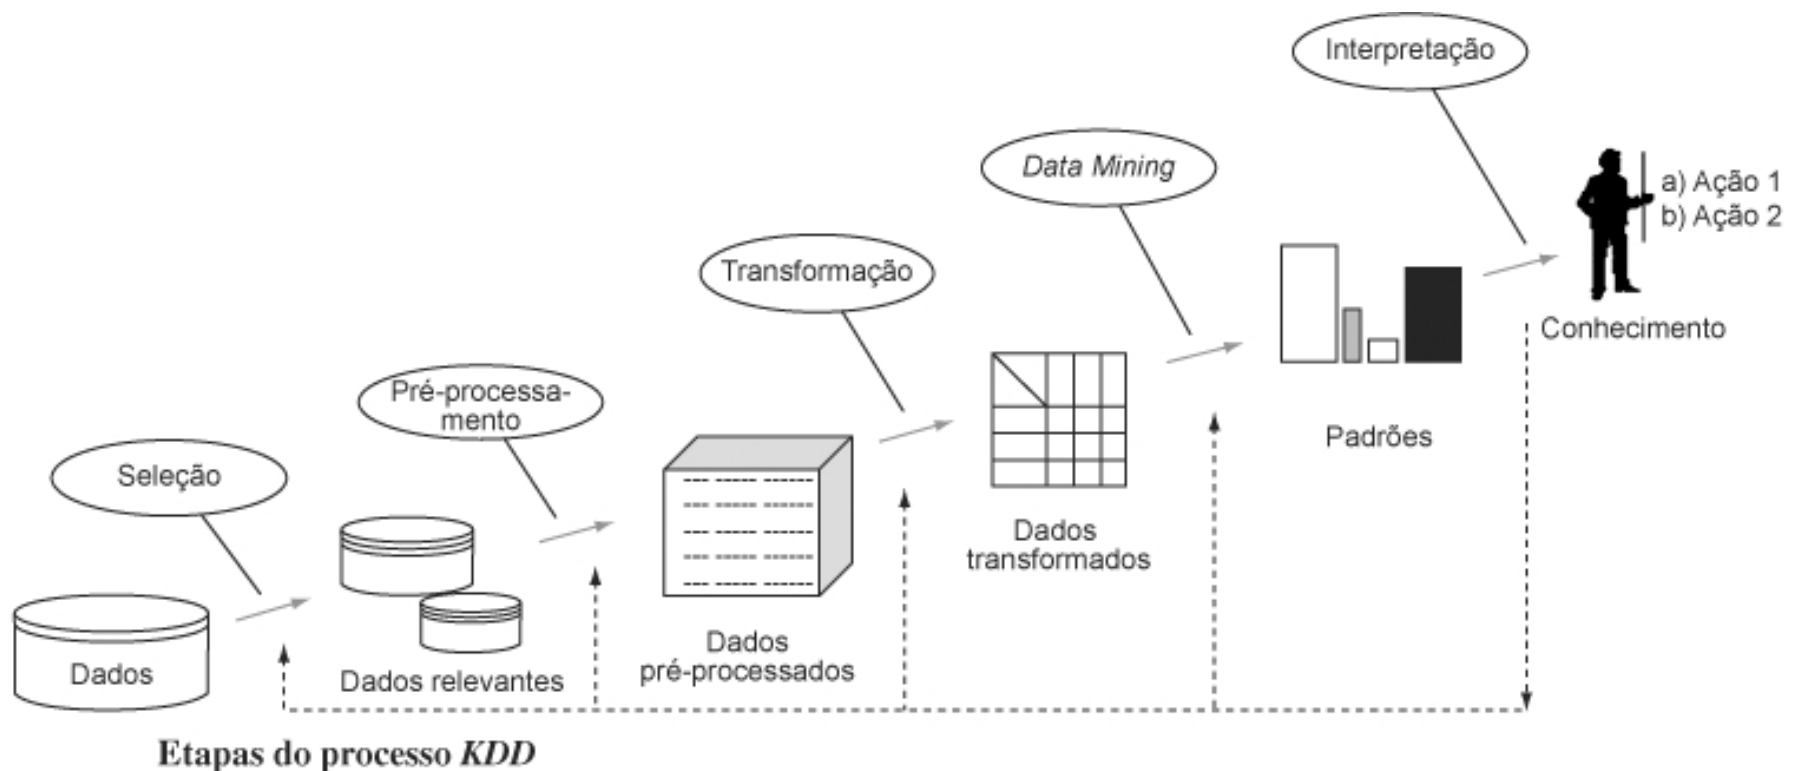 Interpretação
Data Mining
a) Ação 1
b) Ação 2
Transformação
Conhecimento
Pré-processa-
mento
Padrões
Seleção
Dados
transformados
Dados
pré-processados
Dados relevantes
Dados
Etapas do processo KDD